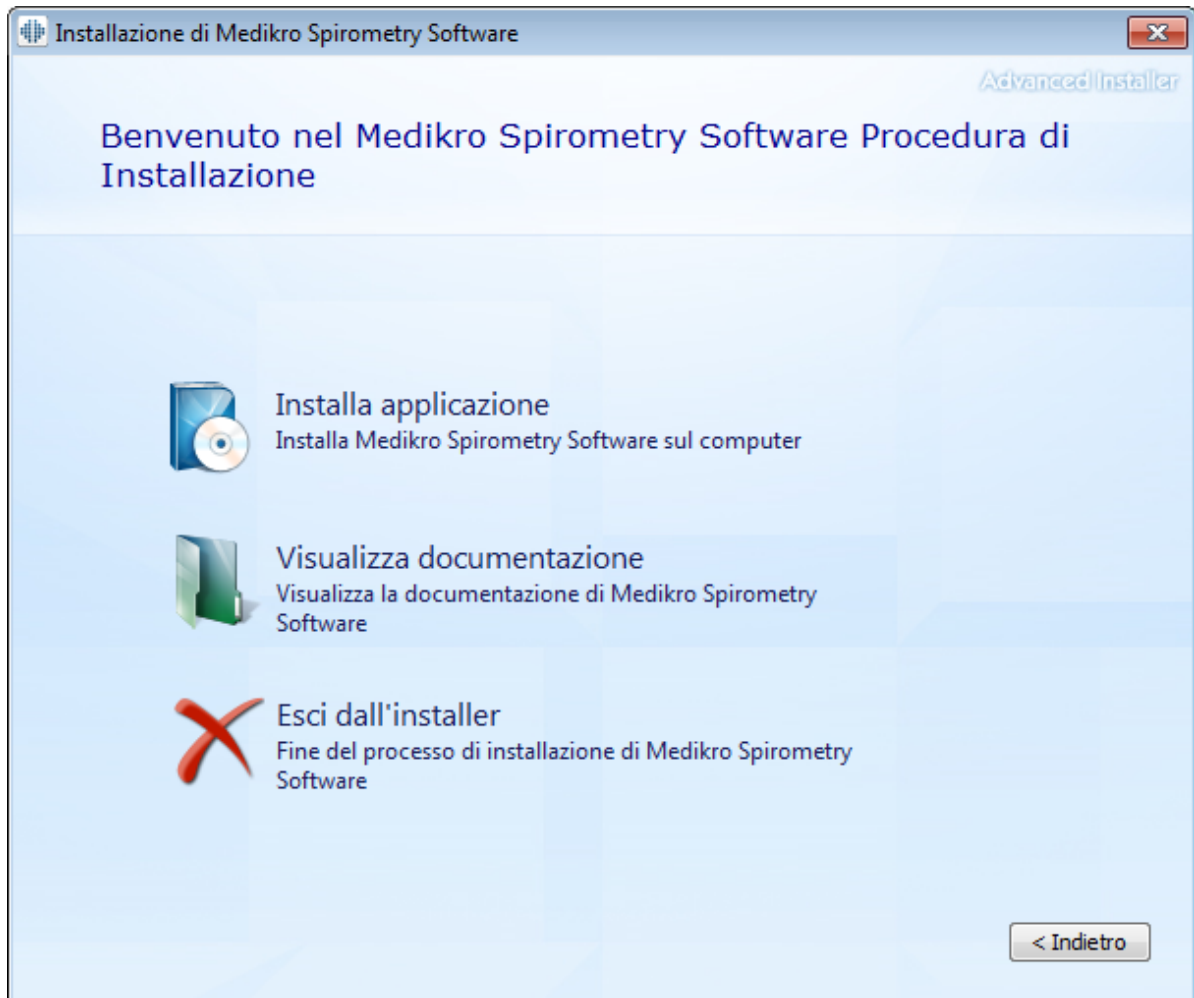 Installazione di Medikro Spirometry Software
Advanced Installer
Benvenuto nel Medikro Spirometry Software Procedura di
Installazione
Installa applicazione
Installa Medikro Spirometry Software sul computer
Visualizza documentazione
Visualizza la documentazione di Medikro Spirometry
Software
Esci dall'installer
Fine del processo di installazione di Medikro Spirometry
Software
< Indietro